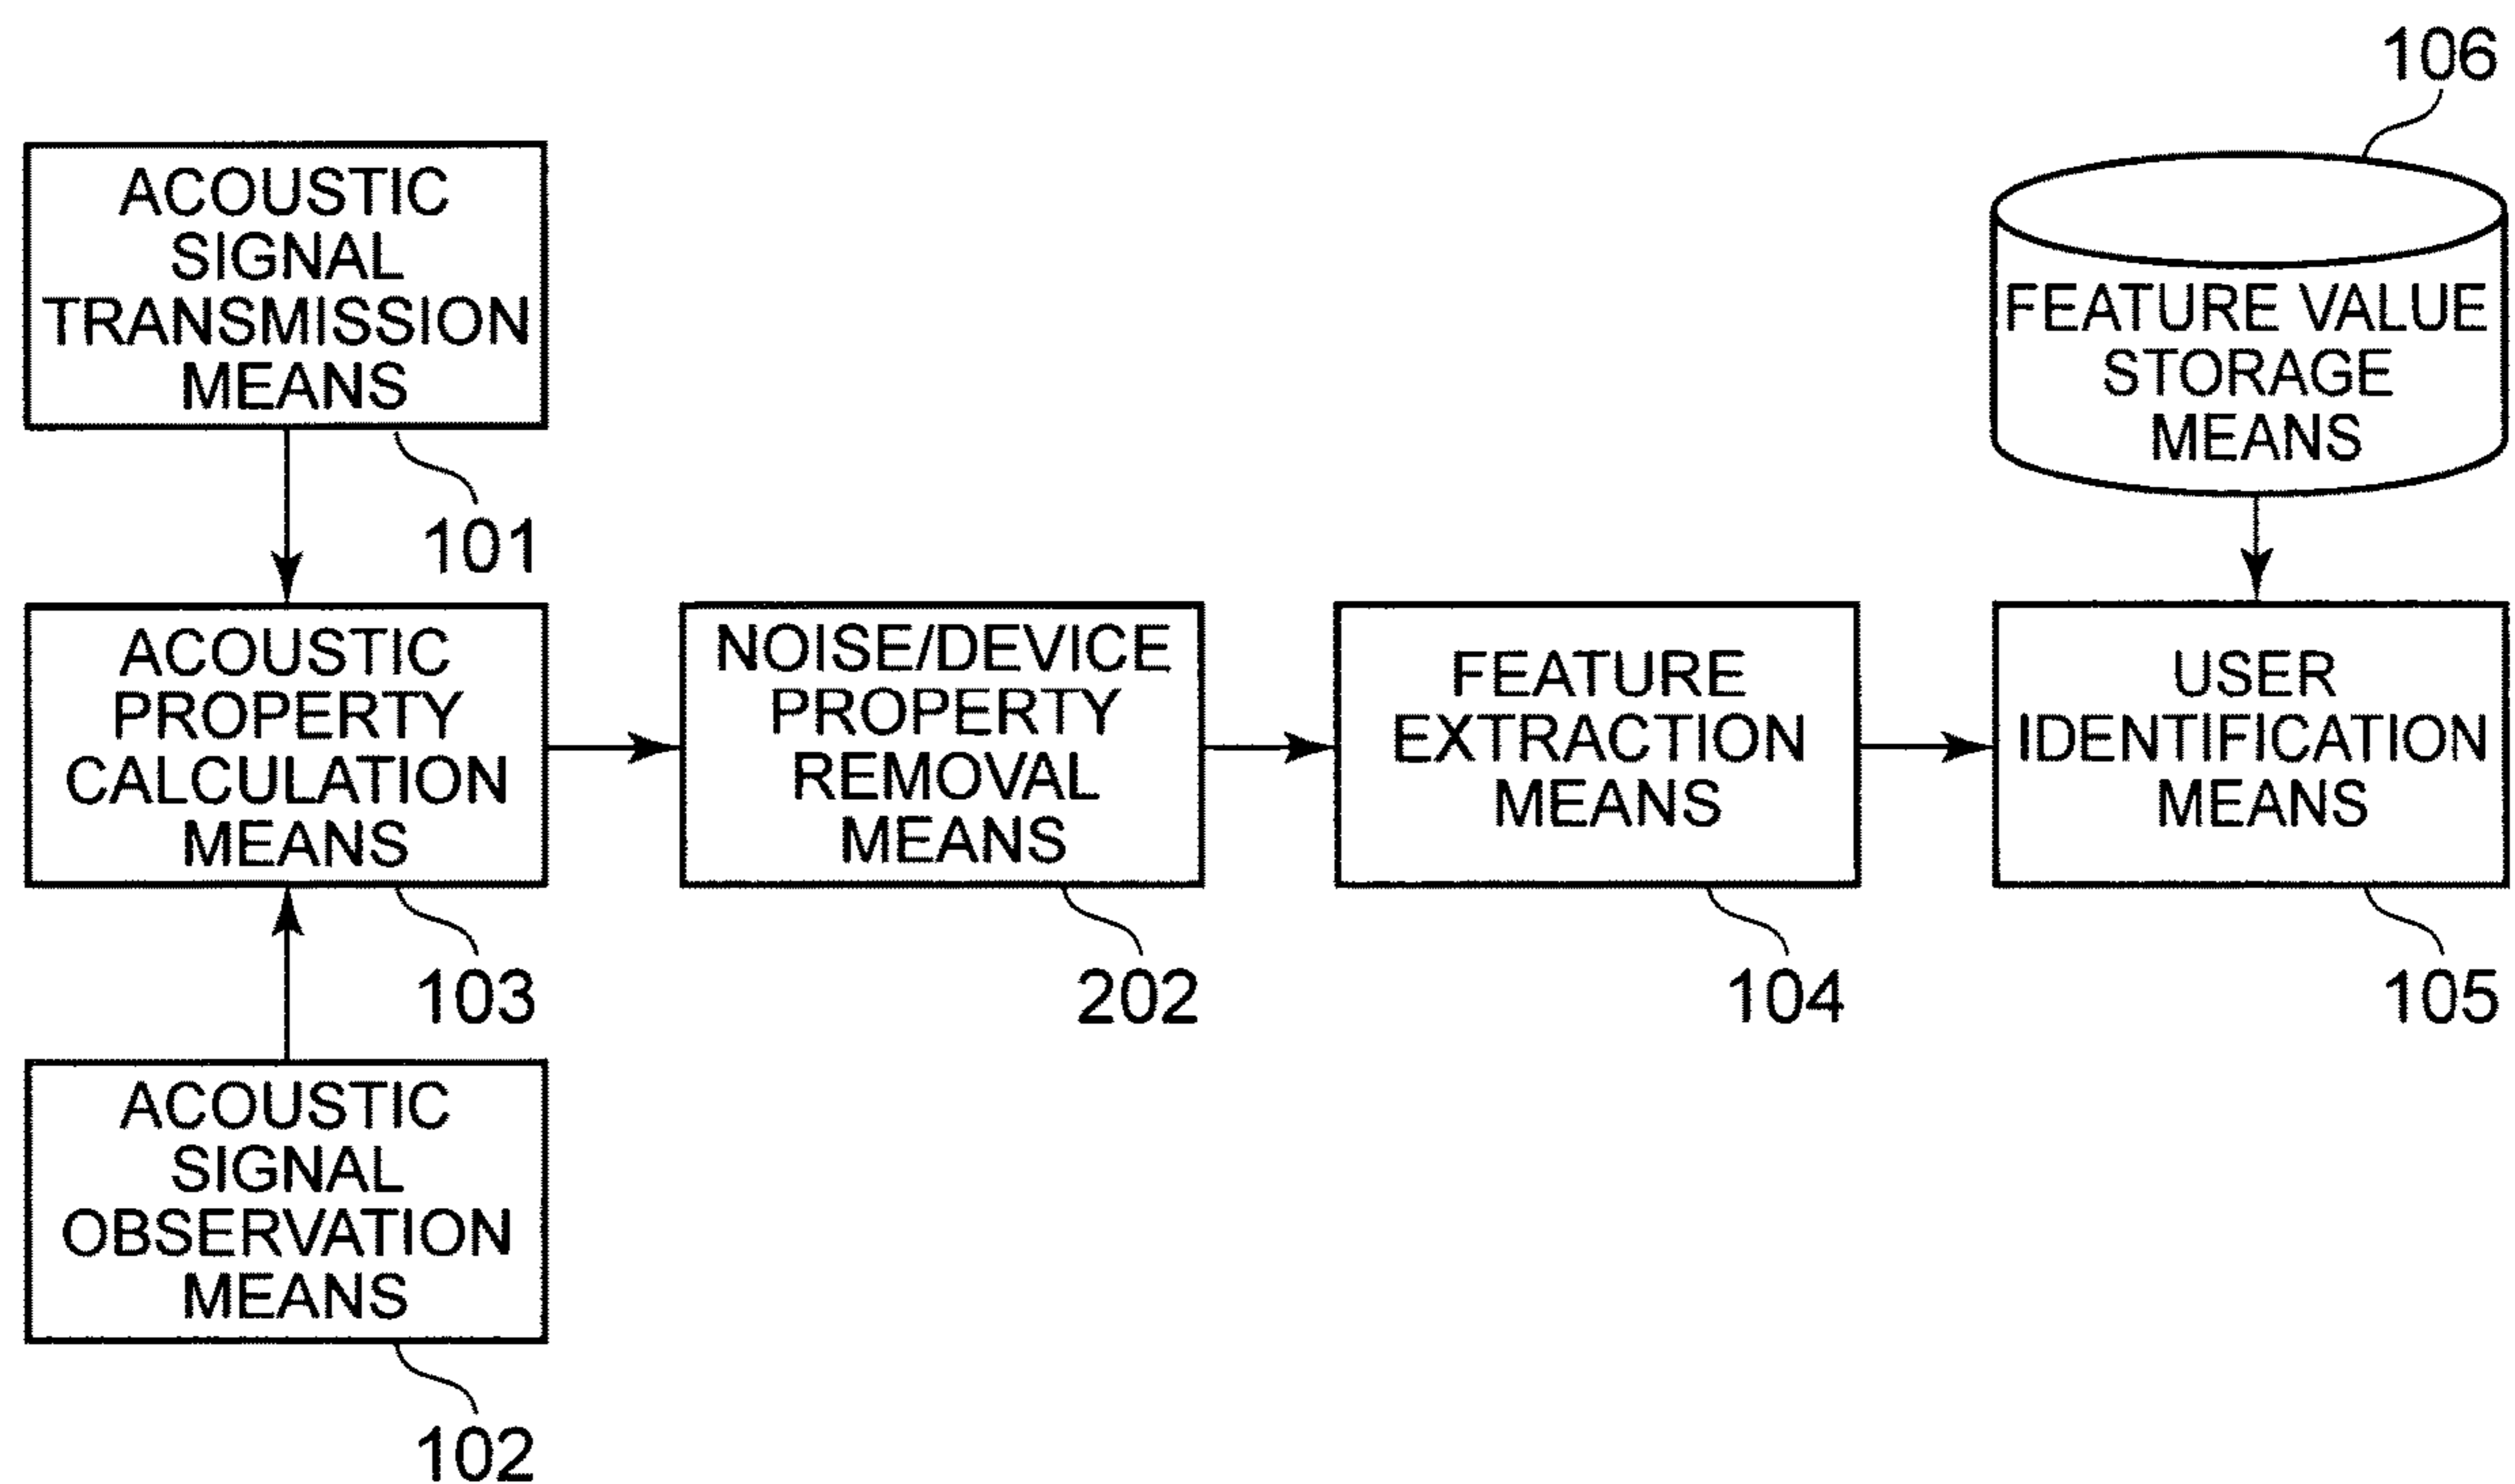 106
ACOUSTIC
SIGNAL
TRANSMISSION
MEANS
101
FEATURE VALUE
STORAGE
MEANS
ACOUSTIC
PROPERTY
CALCULATION
MEANS
103
NOISE/DEVICE
PROPERTY
REMOVAL
MEANS
202
FEATURE
EXTRACTION
MEANS
104
USER
IDENTIFICATION
MEANS
105
ACOUSTIC
SIGNAL
OBSERVATION
MEANS
102